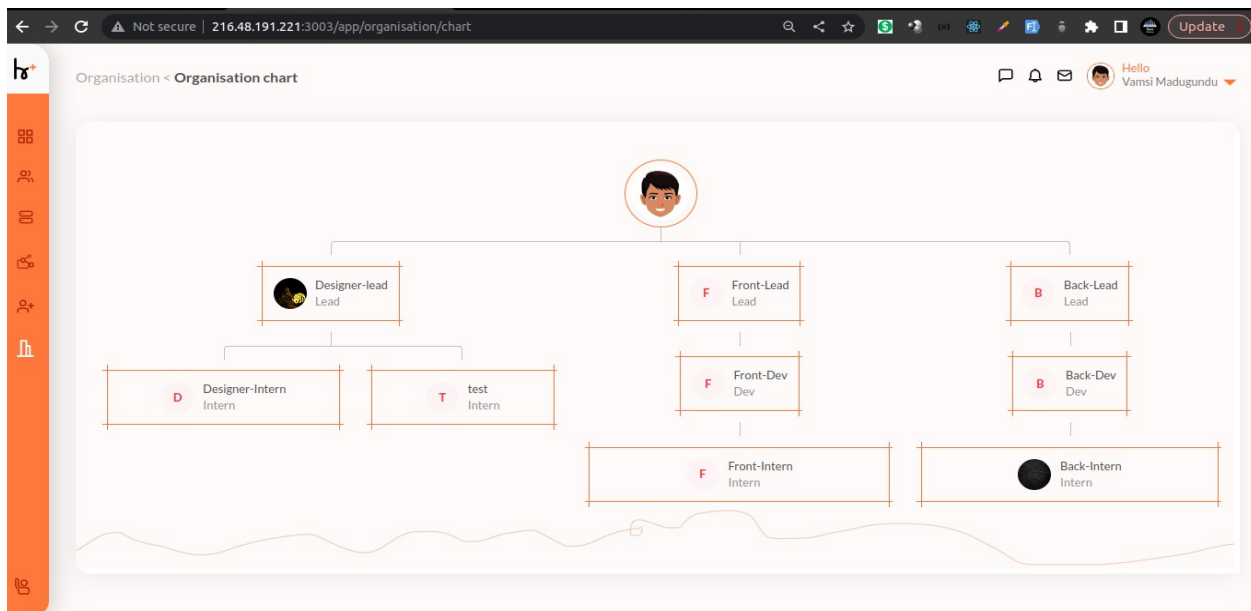 Not secure | 216.48.191.221:3003/app/organisation/chart
Update
hr+
Organisation < Organisation chart
Hello
Vamsi Madugundu
Designer-lead
Lead
F
Front-Lead
Lead
B
Back-Lead
Lead
D
Designer-Intern
Intern
T
test
Intern
F
Front-Dev
Dev
B
Back-Dev
Dev
F
Front-Intern
Intern
Back-Intern
Intern